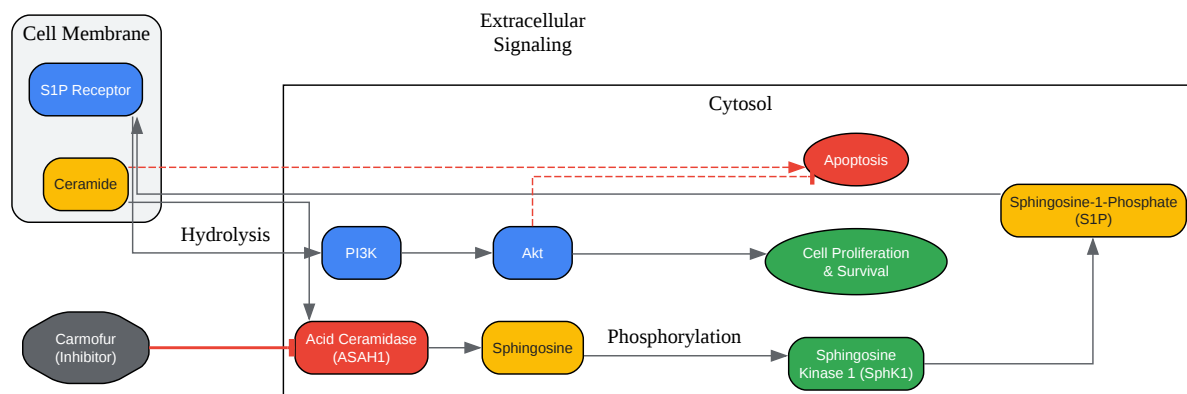 Extracellular
Signaling
Cell Membrane
S1P Receptor
Cytosol
Apoptosis
Ceramide
Sphingosine-1-Phosphate
(S1P)
Hydrolysis
PI3K
Akt
Cell Proliferation
& Survival
Carmofur
(Inhibitor)
Acid Ceramidase
(ASAH1)
Sphingosine
Phosphorylation
Sphingosine
Kinase 1 (SphK1)